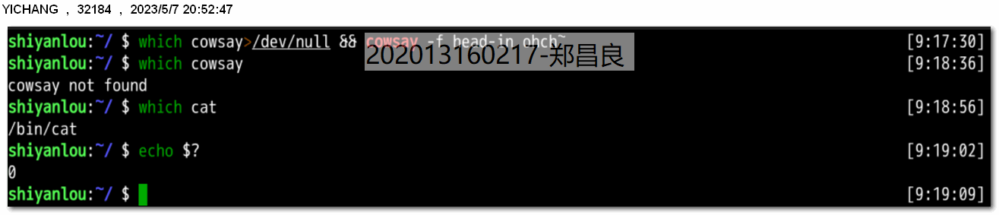 YICHANG , 32184 , 2023/5/7 20:52:47
shiyanlou:~/ $ which cowsay>/dev/null && cowsay -f head-in ohch~ [9:17:30]
202013160217-郑昌良
shiyanlou:~/ $ which cowsay [9:18:36]
cowsay not found
shiyanlou:~/ $ which cat [9:18:56]
/bin/cat
shiyanlou:~/ $ echo $? [9:19:02]
0
shiyanlou:~/ $ [9:19:09]